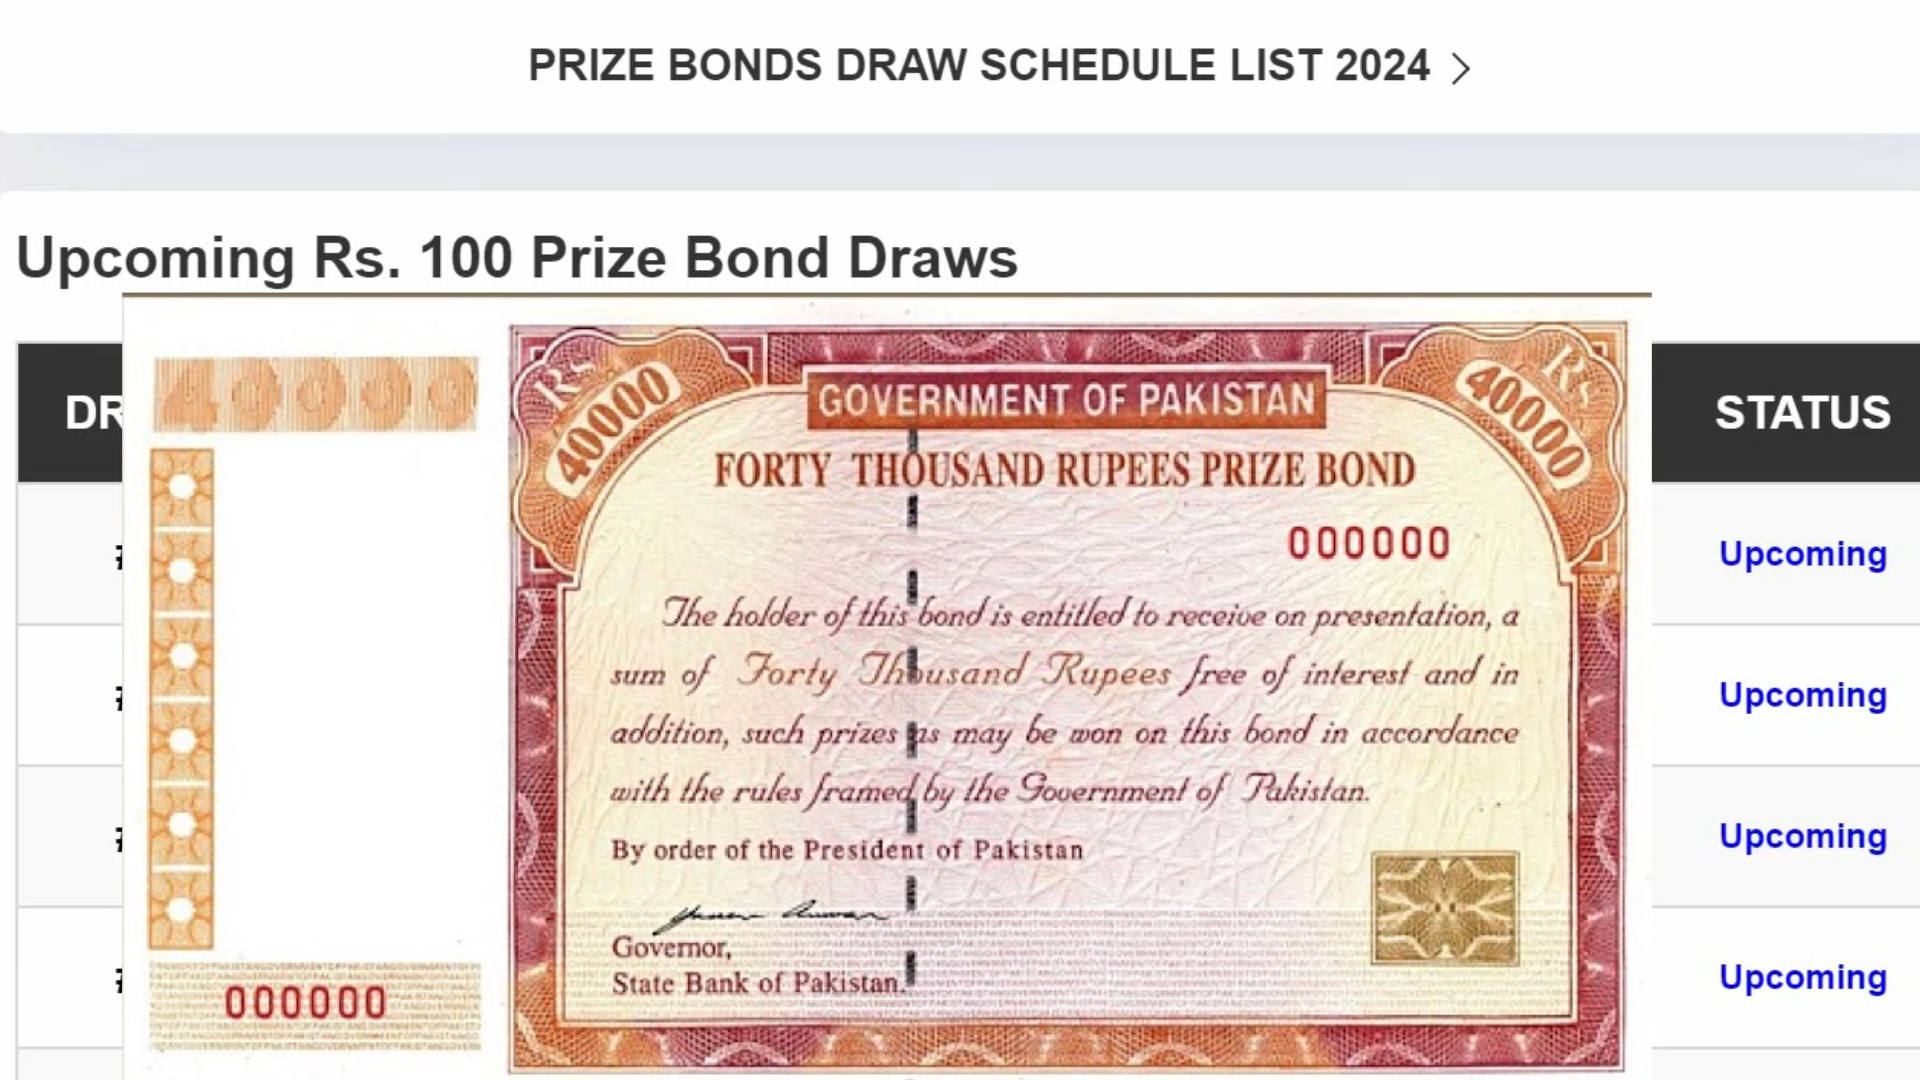 PRIZE BONDS DRAW SCHEDULE LIST 2024 >
Upcoming Rs. 100 Prize Bond Draws
STATUS
Upcoming
Upcoming
Upcoming
Upcoming
40000
Rs
40000
GOVERNMENT OF PAKISTAN
Rs
40000
FORTY THOUSAND RUPEES PRIZE BOND
000000
The holder of this bond is entitled to receive on presentation, a
sum of Forty Thousand Rupees free of interest and in
addition, such prizes as may be won on this bond in accordance
with the rules framed by the Government of Pakistan.
By order of the President of Pakistan
Governor,
State Bank of Pakistan.
000000